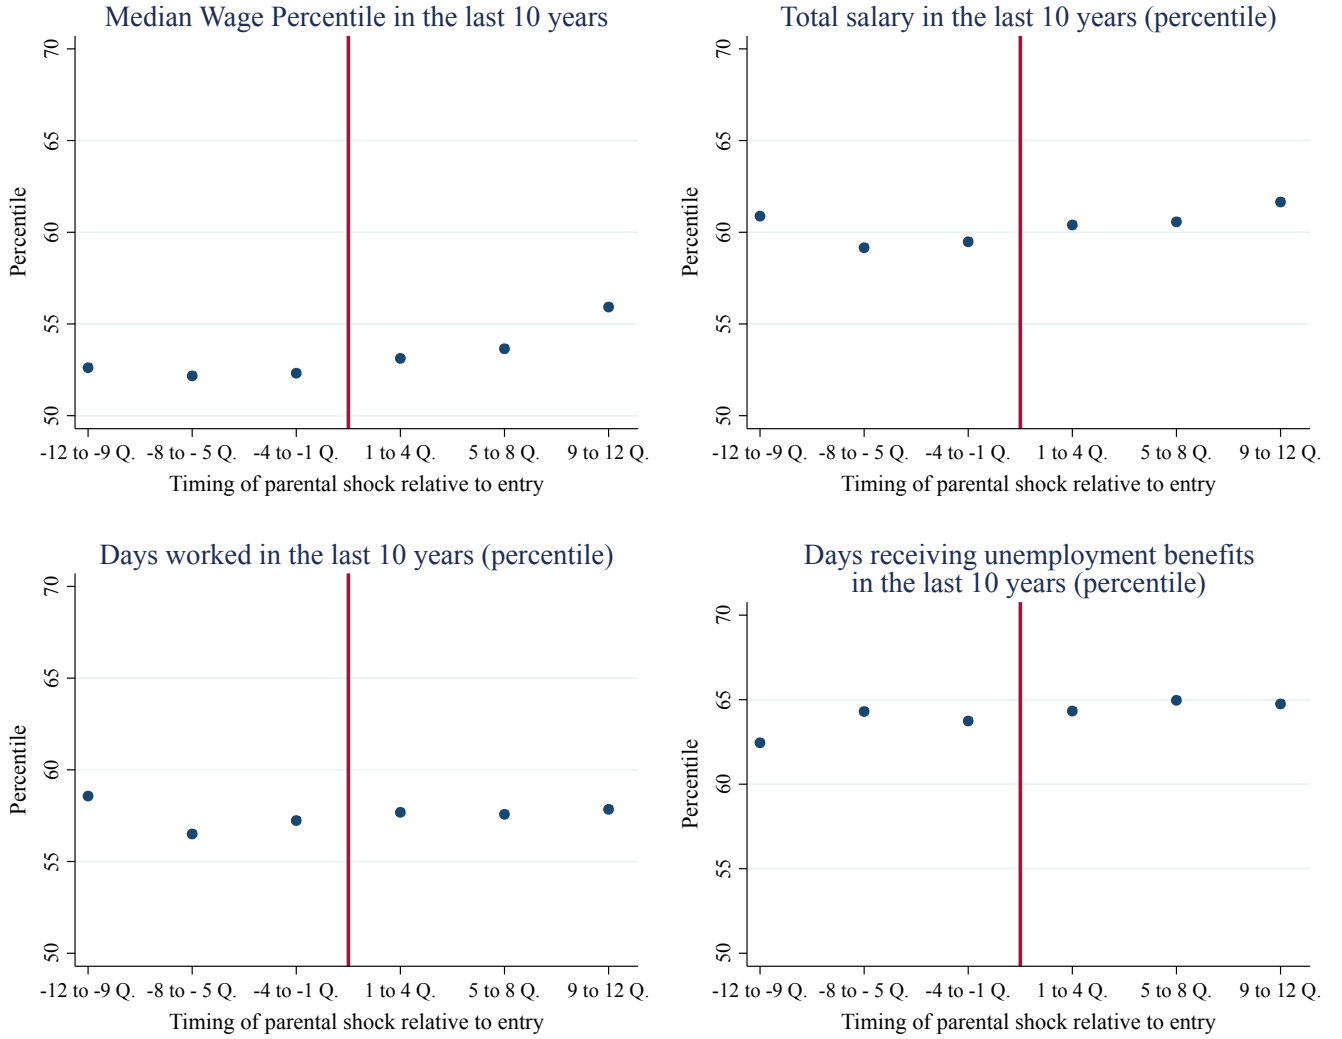 Median Wage Percentile in the last 10 years
Percentile
70
65
60
55
50
-12 to -9 Q. -8 to - 5 Q. -4 to -1 Q. 1 to 4 Q. 5 to 8 Q. 9 to 12 Q.
Timing of parental shock relative to entry
Total salary in the last 10 years (percentile)
Percentile
70
65
60
55
50
-12 to -9 Q. -8 to - 5 Q. -4 to -1 Q. 1 to 4 Q. 5 to 8 Q. 9 to 12 Q.
Timing of parental shock relative to entry
Days worked in the last 10 years (percentile)
Percentile
70
65
60
55
50
-12 to -9 Q. -8 to - 5 Q. -4 to -1 Q. 1 to 4 Q. 5 to 8 Q. 9 to 12 Q.
Timing of parental shock relative to entry
Days receiving unemployment benefits
in the last 10 years (percentile)
Percentile
70
65
60
55
50
-12 to -9 Q. -8 to - 5 Q. -4 to -1 Q. 1 to 4 Q. 5 to 8 Q. 9 to 12 Q.
Timing of parental shock relative to entry